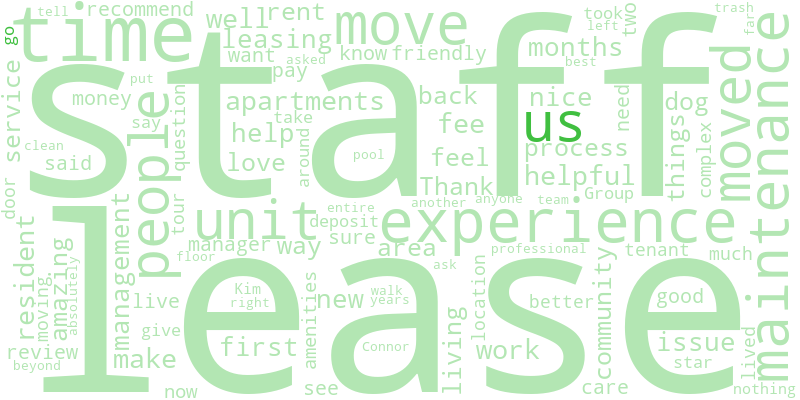 tell
recommend
well
rent
move
took
left
two
trash
far
go
time
staff
leasing
want
know
friendly
months
best
asked
pay
put
money
apartments
back
nice
dog
us
need
moved
maintenance
service
people
say
question
help
take
fee
process
things
complex
said
clean
love
around
pool
feel
Thank
helpful
Group
door
tour
unit
experience
entire
another
anyone
team
deposit
resident
management
manager
way
sure
area
professional
tenant
much
floor
ask
lease
moving
amazing
absolutely
live
Kim
right
amenities
new
walk
years
living
location
better
community
good
give
review
beyond
make
first
Connor
work
issue
star
lived
now
see
care
nothing